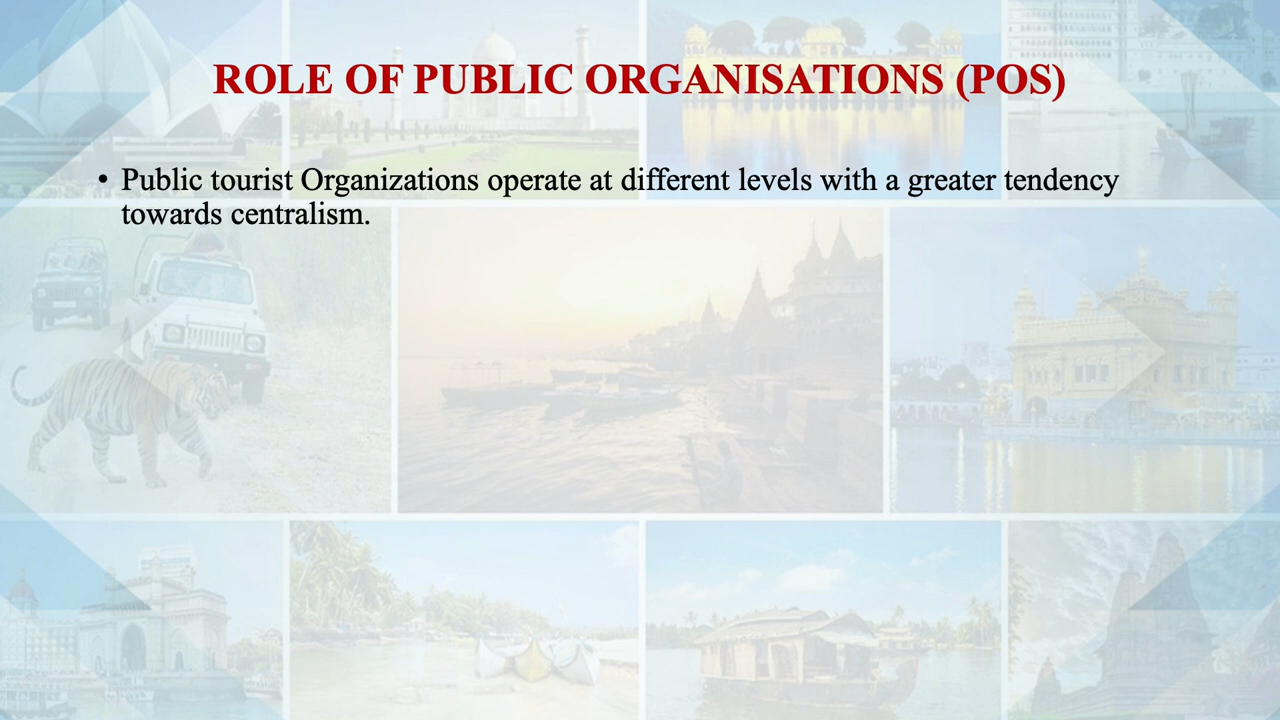 ROLE OF PUBLIC ORGANISATIONS (POS)
• Public tourist Organizations operate at different levels with a greater tendency
towards centralism.